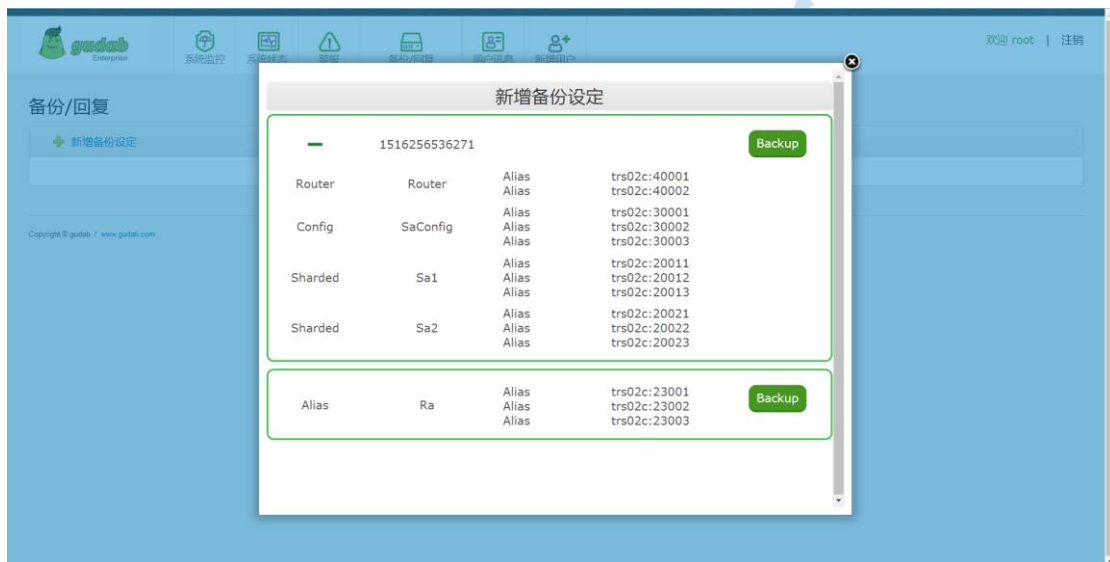 gudab
Enterprise
系统监控
系统状态
警报
备份/回复
用户讯息
新增用户
欢迎 root | 注销
备份/回复
新增备份设定
Copyright © gudab / www.gudab.com
新增备份设定
1516256536271 Backup
Router Router Alias trs02c:40001
Alias trs02c:40002
Config SaConfig Alias trs02c:30001
Alias trs02c:30002
Alias trs02c:30003
Sharded Sa1 Alias trs02c:20011
Alias trs02c:20012
Alias trs02c:20013
Sharded Sa2 Alias trs02c:20021
Alias trs02c:20022
Alias trs02c:20023
Alias Ra Alias trs02c:23001 Backup
Alias trs02c:23002
Alias trs02c:23003